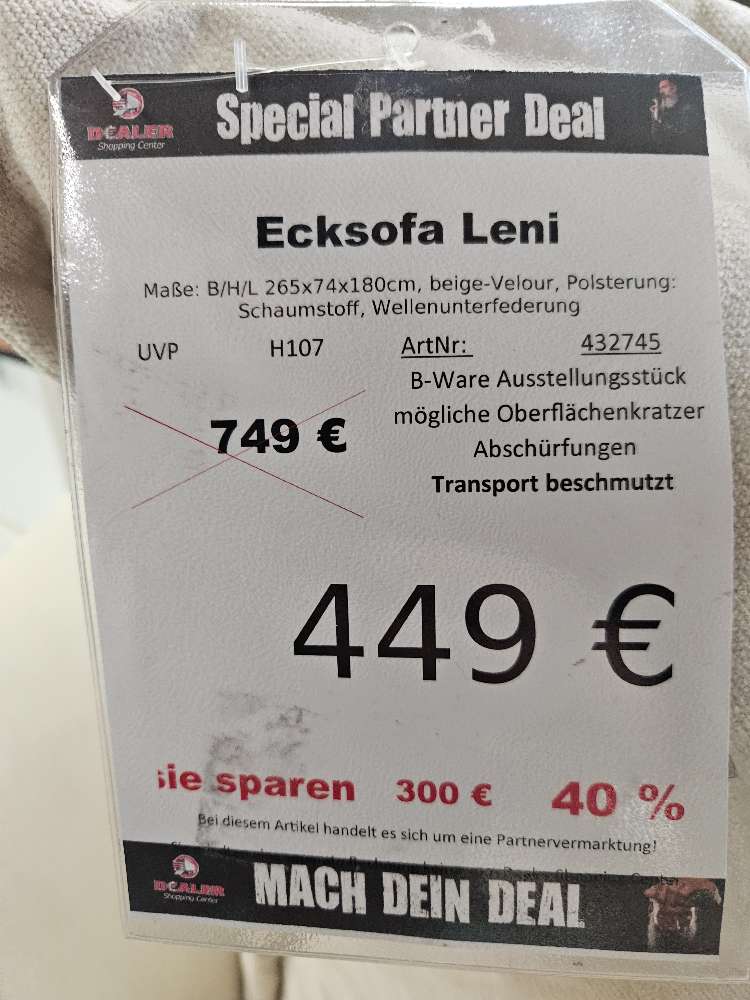 DEALER
Shopping Center
Special Partner Deal
Ecksofa Leni
Maße: B/H/L 265x74x180cm, beige-Velour, Polsterung:
Schaumstoff, Wellenunterfederung
UVP H107 ArtNr: 432745
B-Ware Ausstellungsstück
mögliche Oberflächenkratzer
749 €
Abschürfungen
Transport beschmutzt
449 €
sie sparen 300 € 40 %
Bei diesem Artikel handelt es sich um eine Partnervermarktung!
DEALER
Shopping Center
MACH DEIN DEAL